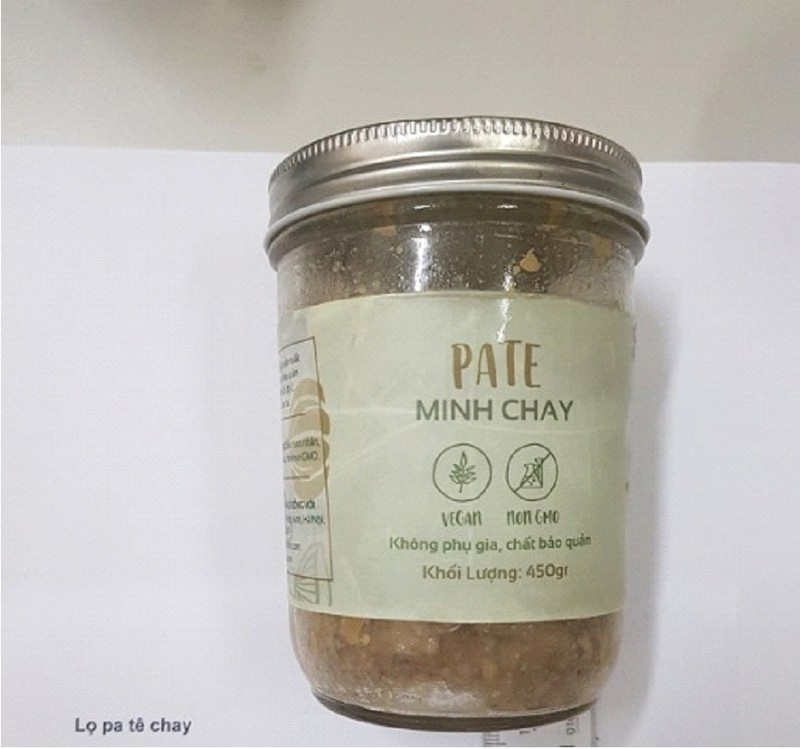 PATE
MINH CHAY
VEGAN NON GMO
Không phụ gia, chất bảo quản
Khối Lượng: 450gr
Lọ pa tê chay